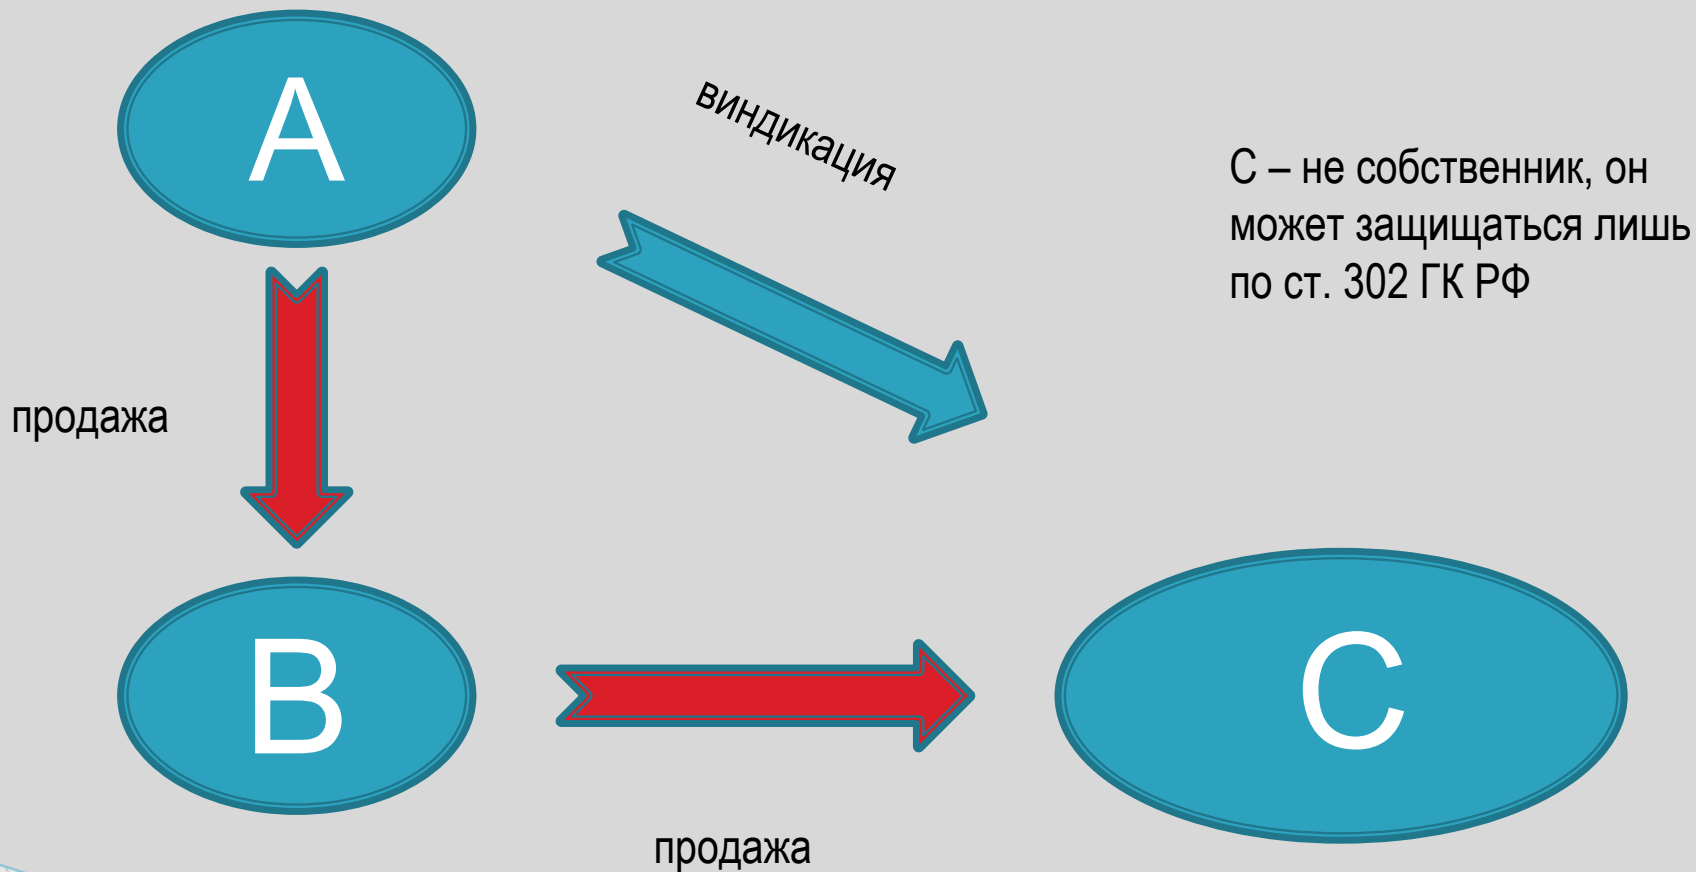 A
виндикация
С – не собственник, он
может защищаться лишь
по ст. 302 ГК РФ
продажа
B
C
продажа